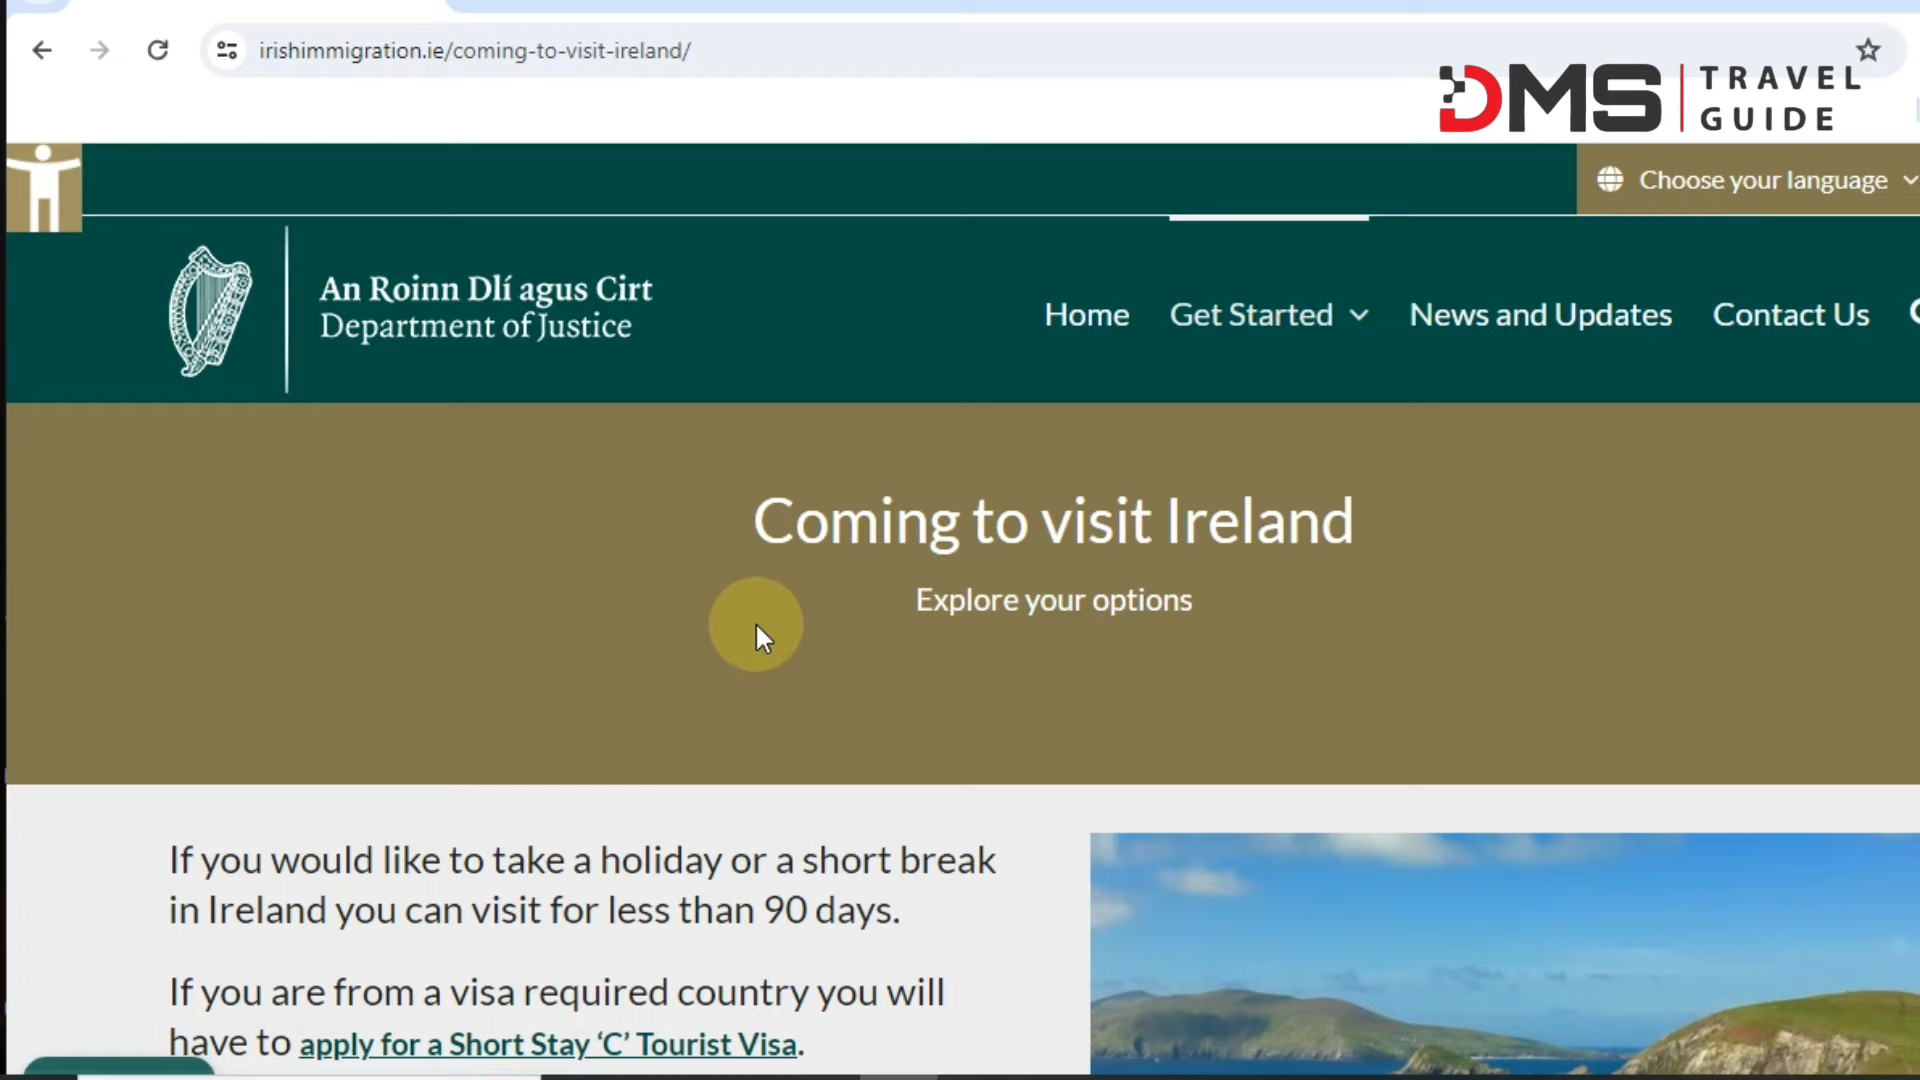 irishimmigration.ie/coming-to-visit-ireland/
DMS TRAVEL
GUIDE
Choose your language
An Roinn Dlí agus Cirt
Department of Justice
Home Get Started News and Updates Contact Us
Coming to visit Ireland
Explore your options
If you would like to take a holiday or a short break
in Ireland you can visit for less than 90 days.
If you are from a visa required country you will
have to apply for a Short Stay ‘C’ Tourist Visa.